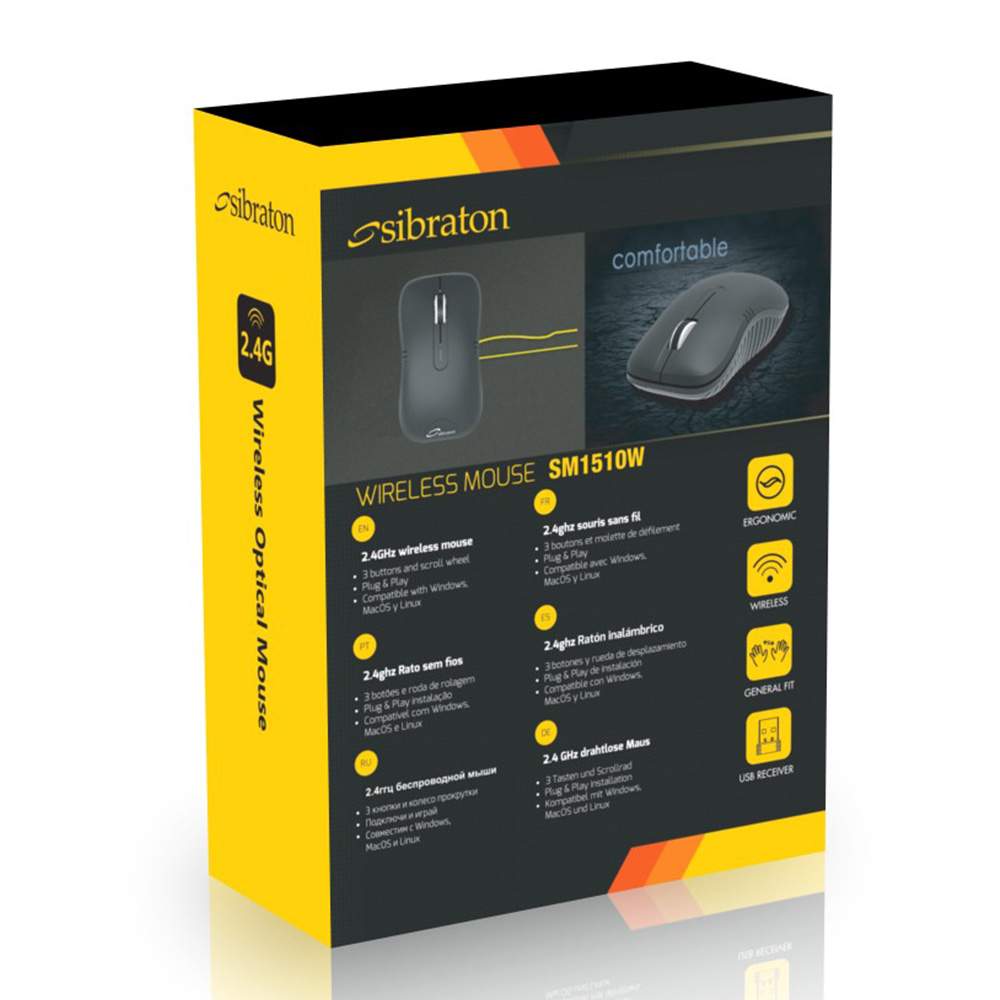 sibraton
2.4G
Wireless Optical Mouse
sibraton
comfortable
sibraton
WIRELESS MOUSE SM1510W
EN
2.4GHz wireless mouse
• 3 buttons and scroll wheel
• Plug & Play
• Compatible with Windows,
MacOS y Linux
PT
2.4ghz Rato sem fios
• 3 botões e roda de rolagem
• Plug & Play instalação
• Compatível com Windows,
MacOS e Linux
RU
2.4ггц беспроводной мыши
• 3 кнопки и колесо прокрутки
• Подключи и играй
• Совместим с Windows,
MacOS и Linux
FR
2.4ghz souris sans fil
• 3 boutons et molette de défilement
• Plug & Play
• Compatible avec Windows,
MacOS y Linux
ES
2.4ghz Ratón inalámbrico
• 3 botones y rueda de desplazamiento
• Plug & Play de instalación
• Compatible con Windows,
MacOS y Linux
DE
2.4 GHz drahtlose Maus
• 3 Tasten und Scrollrad
• Plug & Play installation
• Kompatibel mit Windows,
MacOS und Linux
ERGONOMIC
WIRELESS
GENERAL FIT
USB RECEIVER